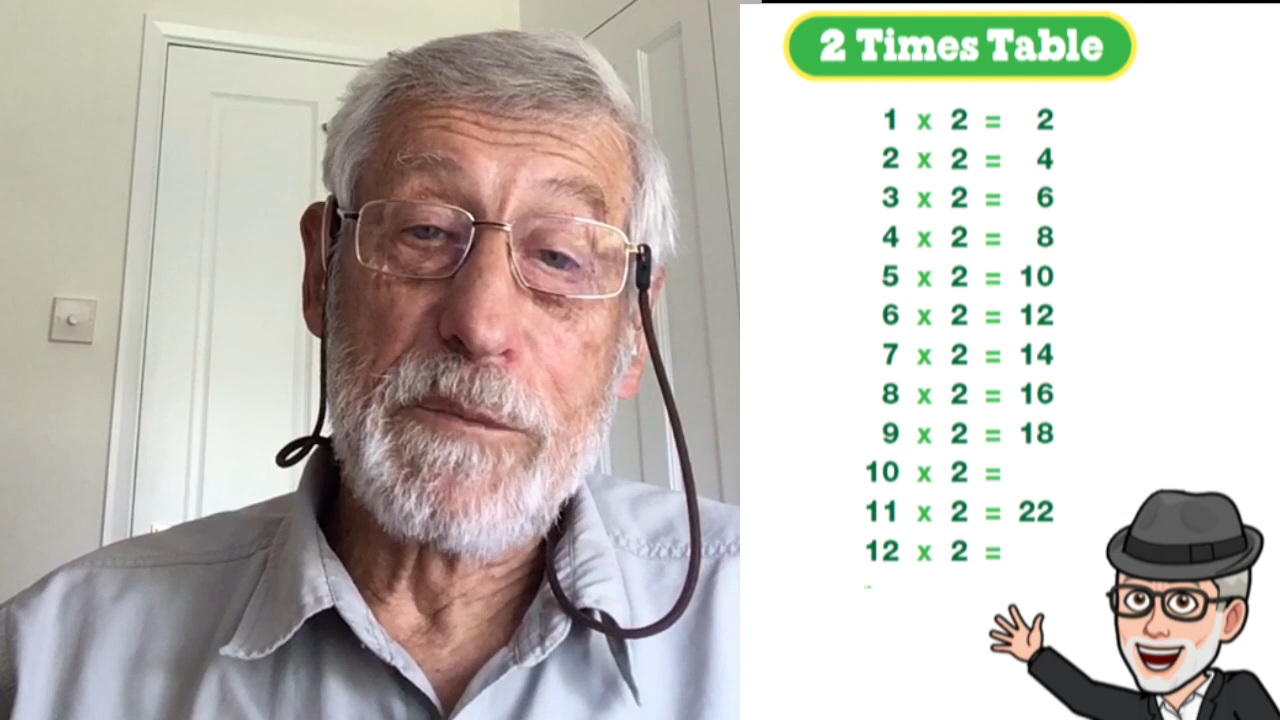 2 Times Table
1 x 2 = 2
2 x 2 = 4
3 x 2 = 6
4 x 2 = 8
5 x 2 = 10
6 x 2 = 12
7 x 2 = 14
8 x 2 = 16
9 x 2 = 18
10 x 2 =
11 x 2 = 22
12 x 2 =